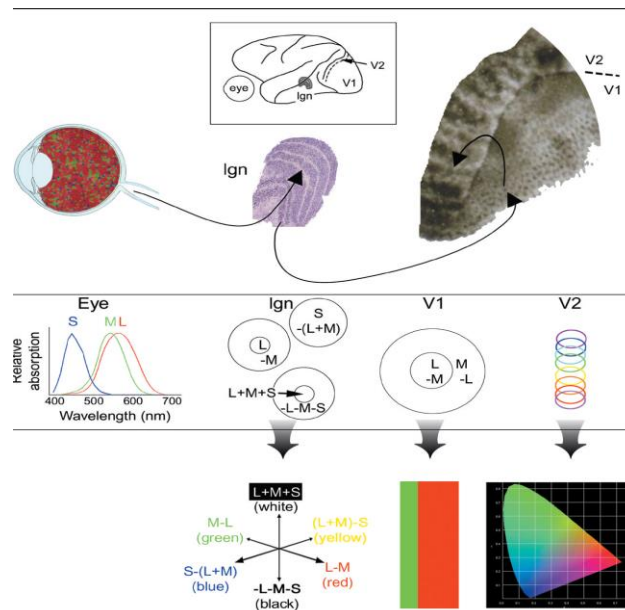 V2
V1
eye
lgn
V2
V1
lgn
Eye
lgn
V1
V2
Relative
absorption
S
M L
400 500 600 700
Wavelength (nm)
S
-(L+M)
L
-M
L+M+S
-L-M-S
L
-M
M
-L
L+M+S
(white)
M-L
(green)
(L+M)-S
(yellow)
S-(L+M)
(blue)
L-M
(red)
-L-M-S
(black)